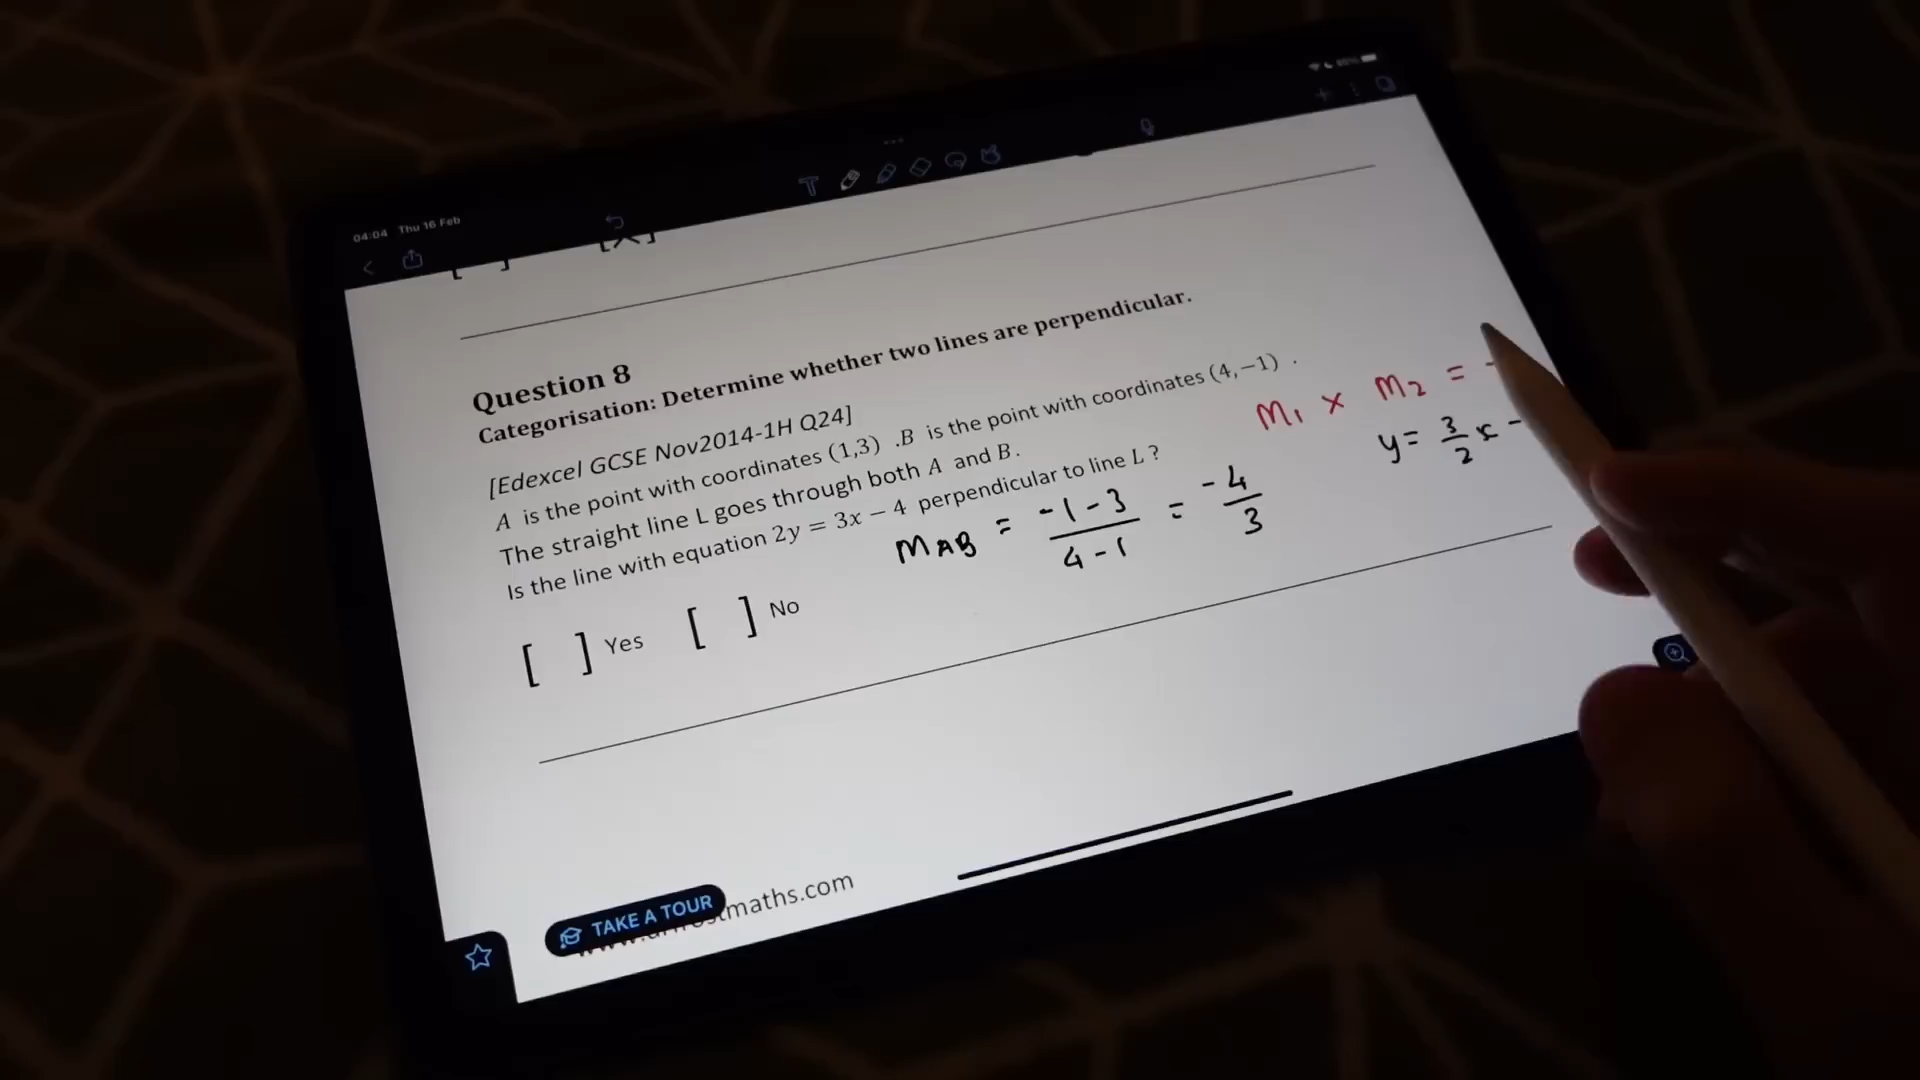 04:04 Thu 16 Feb
Question 8
Categorisation: Determine whether two lines are perpendicular.
[Edexcel GCSE Nov2014-1H Q24]
A is the point with coordinates (1,3) .B is the point with coordinates (4,−1) .
The straight line L goes through both A and B.
Is the line with equation 2y = 3x − 4 perpendicular to line L ?
M₁ × M₂ = -
y = 3/2 x -
M_AB = (-1-3)/(4-1) = -4/3
[ ] Yes [ ] No
TAKE A TOUR
maths.com